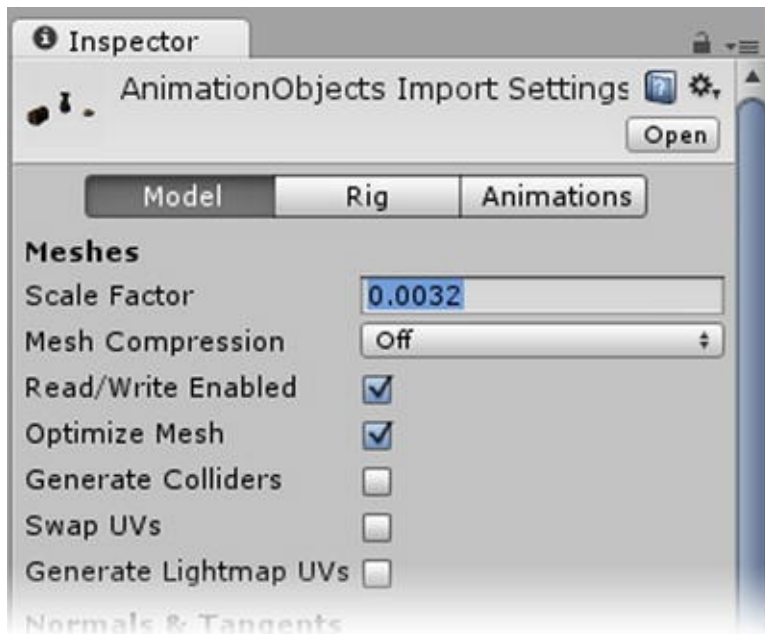 Inspector
AnimationObjects Import Settings
Open
Model Rig Animations
Meshes
Scale Factor 0.0032
Mesh Compression Off
Read/Write Enabled
Optimize Mesh
Generate Colliders
Swap UVs
Generate Lightmap UVs
Normals & Tangents